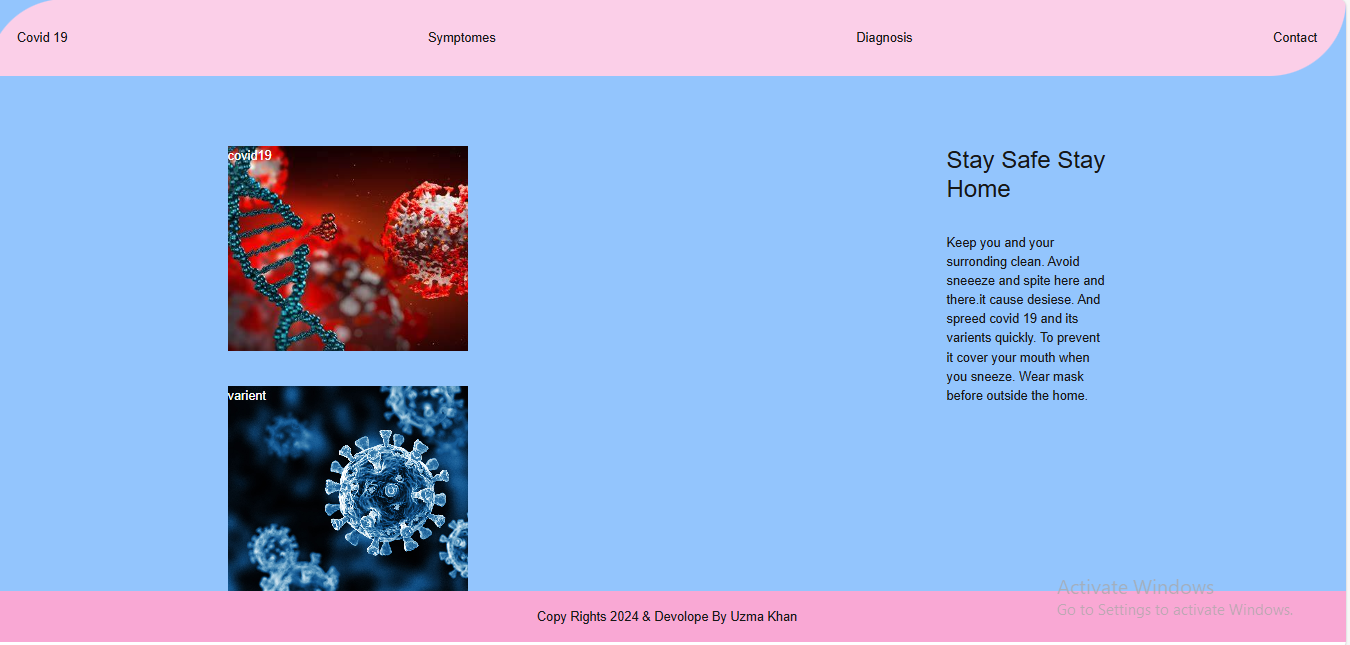 Covid 19 Symptomes Diagnosis Contact
covid19
varient
Stay Safe Stay
Home
Keep you and your
surronding clean. Avoid
sneeeze and spite here and
there.it cause desiese. And
spreed covid 19 and its
varients quickly. To prevent
it cover your mouth when
you sneeze. Wear mask
before outside the home.
Activate Windows
Go to Settings to activate Windows.
Copy Rights 2024 & Devolope By Uzma Khan